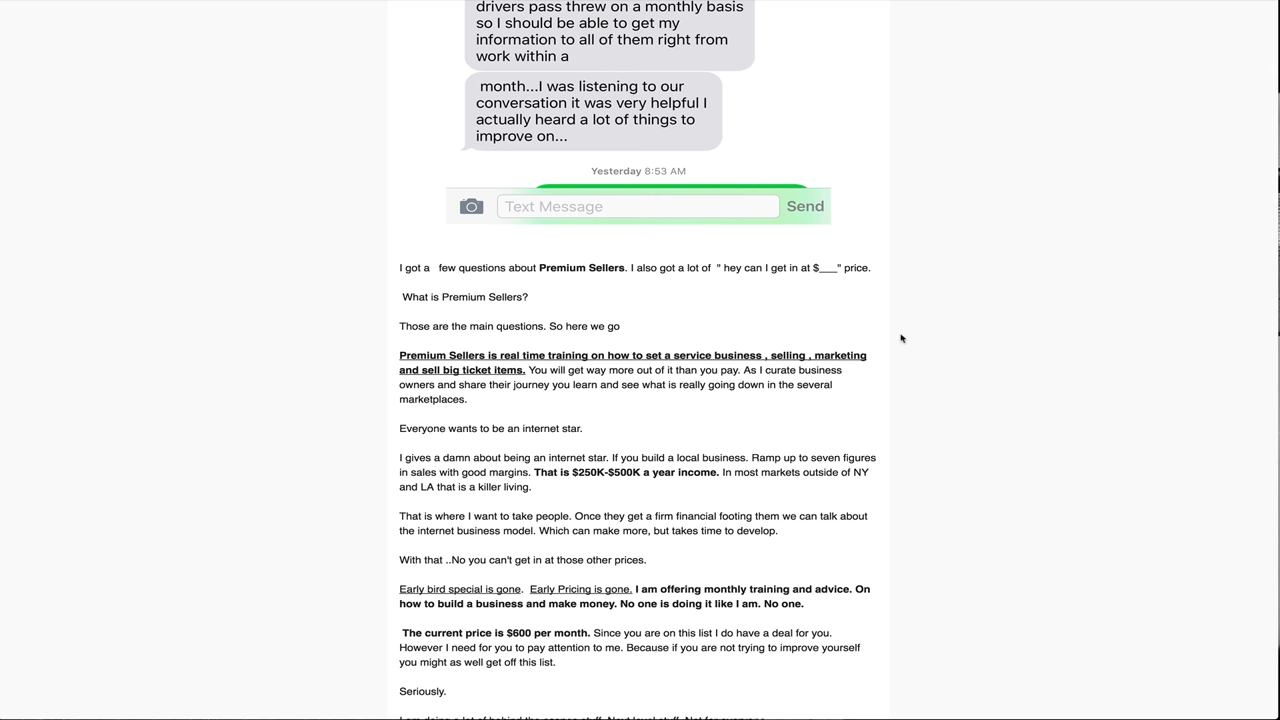 drivers pass threw on a monthly basis
so I should be able to get my
information to all of them right from
work within a
month...I was listening to our
conversation it was very helpful I
actually heard a lot of things to
improve on...
Yesterday 8:53 AM
Text Message
Send
I got a few questions about Premium Sellers. I also got a lot of " hey can I get in at $___" price.
What is Premium Sellers?
Those are the main questions. So here we go
Premium Sellers is real time training on how to set a service business , selling , marketing
and sell big ticket items. You will get way more out of it than you pay. As I curate business
owners and share their journey you learn and see what is really going down in the several
marketplaces.
Everyone wants to be an internet star.
I gives a damn about being an internet star. If you build a local business. Ramp up to seven figures
in sales with good margins. That is $250K-$500K a year income. In most markets outside of NY
and LA that is a killer living.
That is where I want to take people. Once they get a firm financial footing them we can talk about
the internet business model. Which can make more, but takes time to develop.
With that ..No you can't get in at those other prices.
Early bird special is gone. Early Pricing is gone. I am offering monthly training and advice. On
how to build a business and make money. No one is doing it like I am. No one.
The current price is $600 per month. Since you are on this list I do have a deal for you.
However I need for you to pay attention to me. Because if you are not trying to improve yourself
you might as well get off this list.
Seriously.